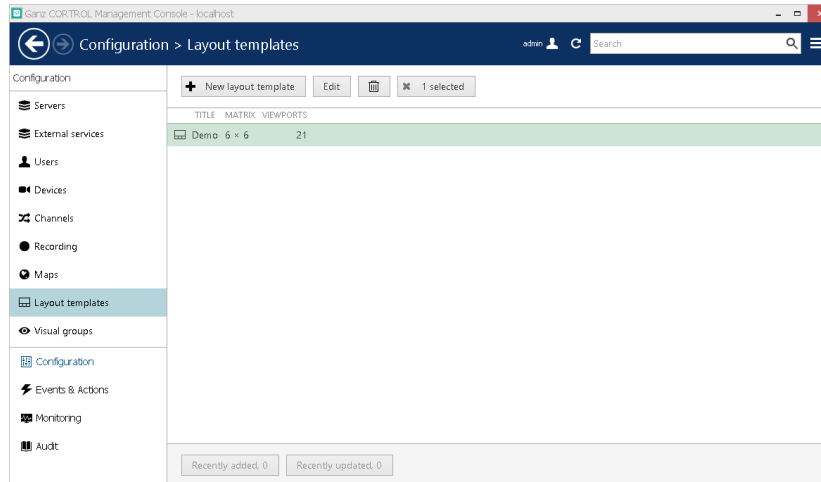 Ganz CORTROL Management Console - localhost
Configuration > Layout templates
admin
Search
Configuration
New layout template
Edit
1 selected
Servers
TITLE MATRIX VIEWPORTS
External services
Demo 6 × 6 21
Users
Devices
Channels
Recording
Maps
Layout templates
Visual groups
Configuration
Events & Actions
Monitoring
Audit
Recently added, 0
Recently updated, 0